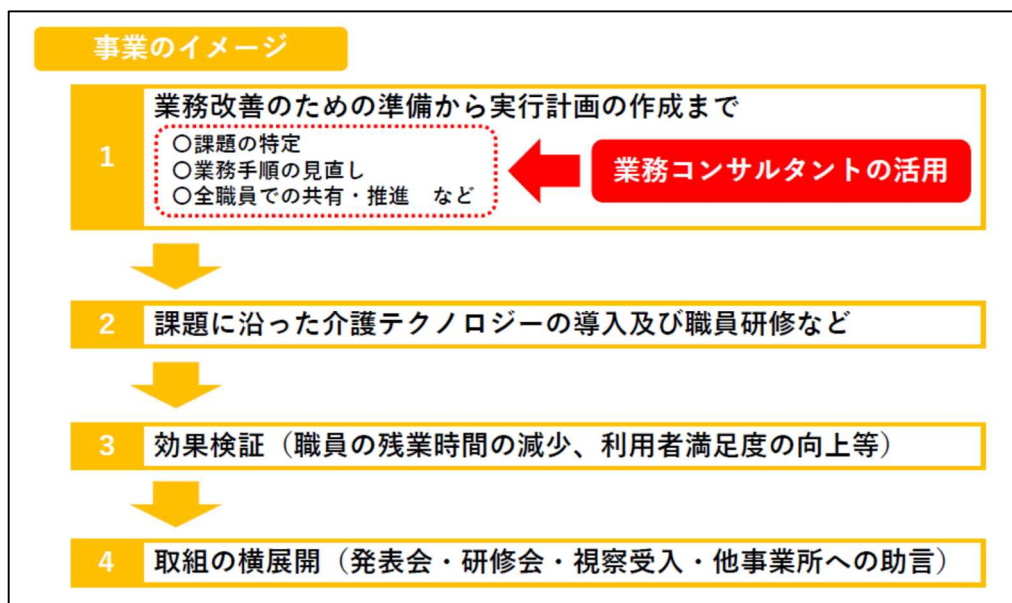 事業のイメージ
1
業務改善のための準備から実行計画の作成まで
○課題の特定
○業務手順の見直し
○全職員での共有・推進　など
業務コンサルタントの活用
2 課題に沿った介護テクノロジーの導入及び職員研修など
3 効果検証（職員の残業時間の減少、利用者満足度の向上等）
4 取組の横展開（発表会・研修会・視察受入・他事業所への助言）